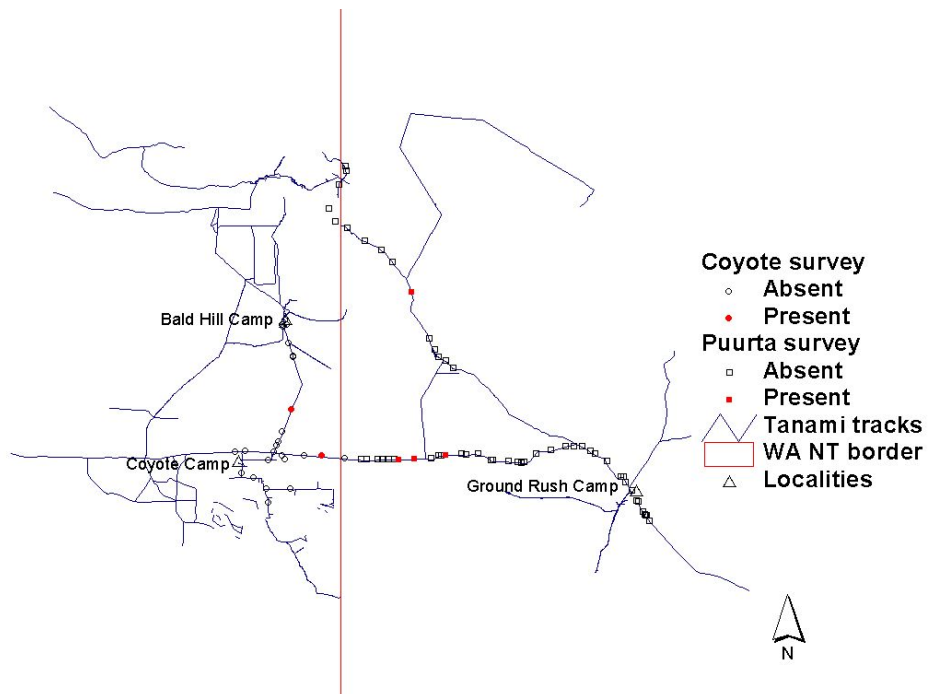 Coyote survey
Absent
Present
Puurta survey
Absent
Present
Tanami tracks
WA NT border
Localities
Bald Hill Camp
Coyote Camp
Ground Rush Camp
N